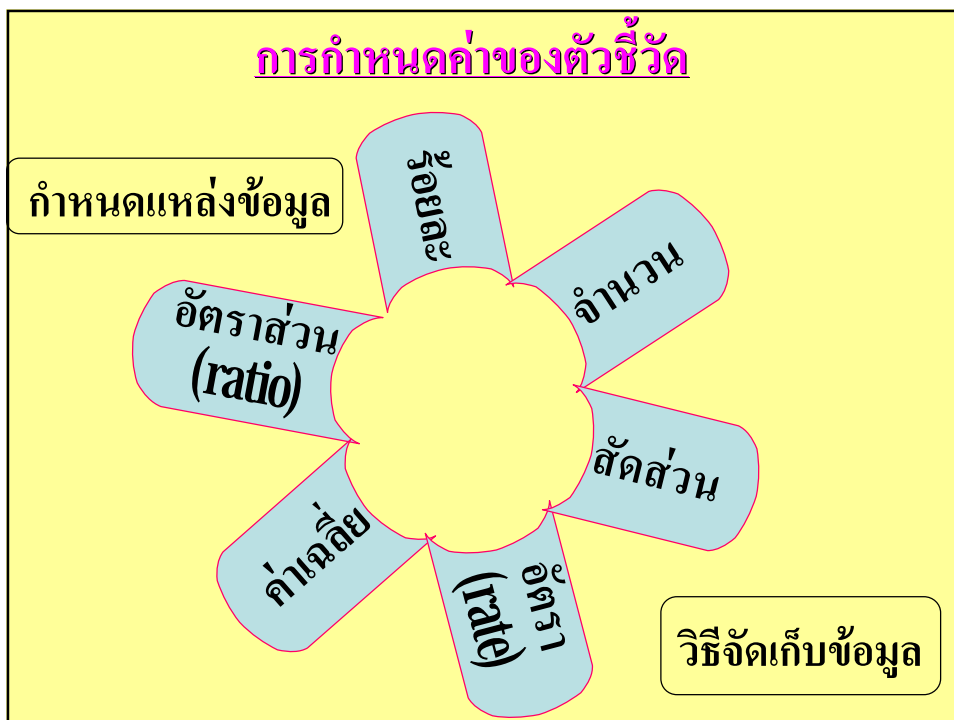 การกำหนดค่าของตัวชี้วัด
กำหนดแหล่งข้อมูล
ร้อยละ
จำนวน
สัดส่วน
อัตรา
(rate)
ค่าเฉลี่ย
อัตราส่วน
(ratio)
วิธีจัดเก็บข้อมูล